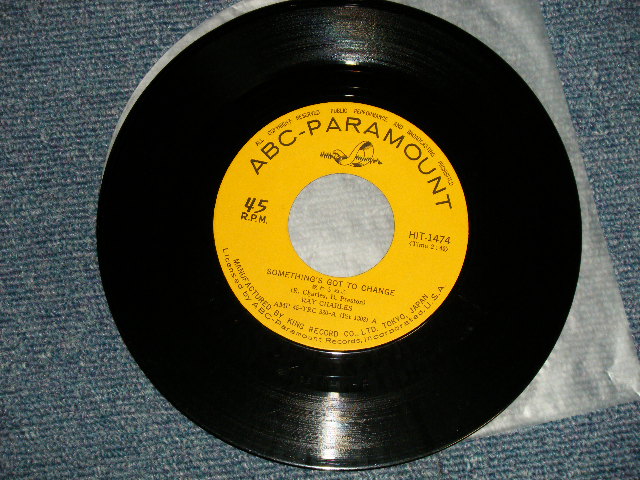 ALL COPYRIGHT RESERVED PUBLIC PERFORMANCE AND BROADCASTING PROHIBITED
ABC-PARAMOUNT
45
R.P.M.
HIT-1474
(Time 2:42)
SOMETHING'S GOT TO CHANGE
(R. Charles, B. Preston)
RAY CHARLES
MANUFACTURED BY KING RECORD CO., LTD, TOKYO, JAPAN
Licensed by ABC-Paramount Records, Incorporated, U.S.A